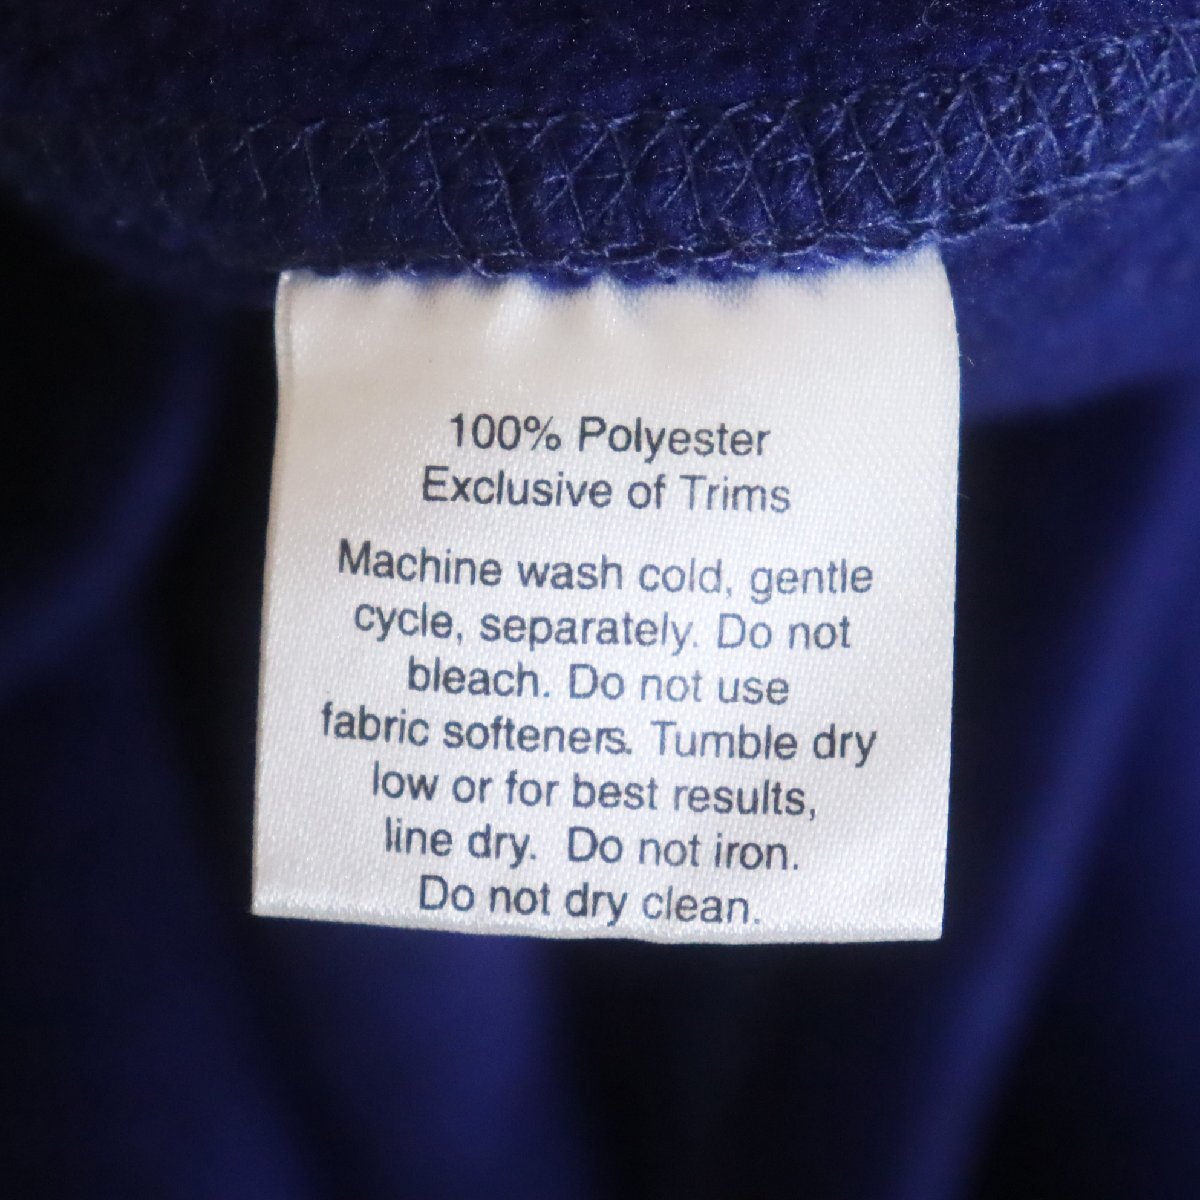 100% Polyester
Exclusive of Trims
Machine wash cold, gentle
cycle, separately. Do not
bleach. Do not use
fabric softeners. Tumble dry
low or for best results,
line dry.  Do not iron.
Do not dry clean.